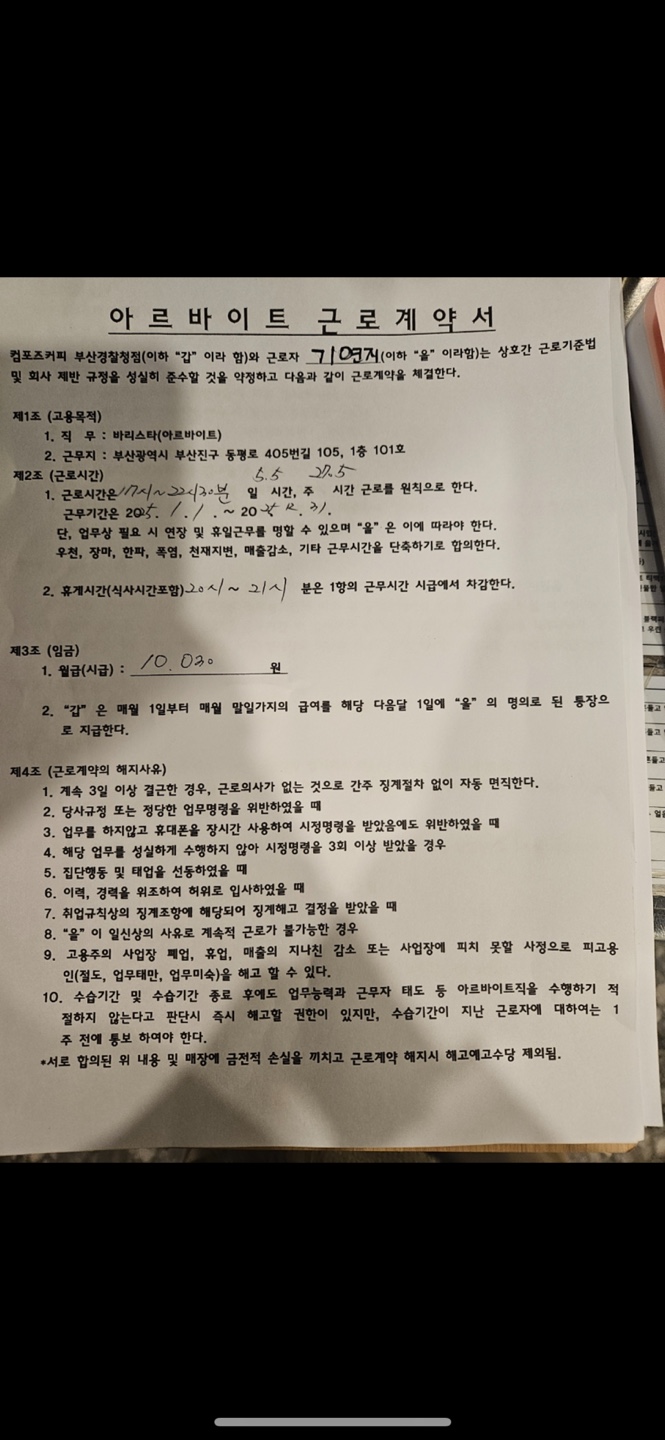 아 르 바 이 트 근 로 계 약 서
컴포즈커피 부산경찰청점(이하 “갑” 이라 함)와 근로자 (이하 “을” 이라함)는 상호간 근로기준법
및 회사 제반 규정을 성실히 준수할 것을 약정하고 다음과 같이 근로계약을 체결한다.
제1조 (고용목적)
1. 직 무 : 바리스타(아르바이트)
2. 근무지 : 부산광역시 부산진구 동평로 405번길 105, 1층 101호
제2조 (근로시간)
5.5 27.5
1. 근로시간은 17시~22시30분 일 시간, 주 시간 근로를 원칙으로 한다.
근무기간은 2025. 1. 1. ~ 20 . 12. 31.
단, 업무상 필요 시 연장 및 휴일근무를 명할 수 있으며 “을” 은 이에 따라야 한다.
우천, 장마, 한파, 폭염, 천재지변, 매출감소, 기타 근무시간을 단축하기로 합의한다.
2. 휴게시간(식사시간포함) 20시~ 21시 분은 1항의 근무시간 시급에서 차감한다.
제3조 (임금)
1. 월급(시급) : 10.030 원
2. “갑” 은 매월 1일부터 매월 말일가지의 급여를 해당 다음달 1일에 “을” 의 명의로 된 통장으
로 지급한다.
제4조 (근로계약의 해지사유)
1. 계속 3일 이상 결근한 경우, 근로의사가 없는 것으로 간주 징계절차 없이 자동 면직한다.
2. 당사규정 또는 정당한 업무명령을 위반하였을 때
3. 업무를 하지않고 휴대폰을 장시간 사용하여 시정명령을 받았음에도 위반하였을 때
4. 해당 업무를 성실하게 수행하지 않아 시정명령을 3회 이상 받았을 경우
5. 집단행동 및 태업을 선동하였을 때
6. 이력, 경력을 위조하여 허위로 입사하였을 때
7. 취업규칙상의 징계조항에 해당되어 징계해고 결정을 받았을 때
8. “을” 이 일신상의 사유로 계속적 근로가 불가능한 경우
9. 고용주의 사업장 폐업, 휴업, 매출의 지나친 감소 또는 사업장에 피치 못할 사정으로 피고용
인(절도, 업무태만, 업무미숙)을 해고 할 수 있다.
10. 수습기간 및 수습기간 종료 후에도 업무능력과 근무자 태도 등 아르바이트직을 수행하기 적
절하지 않는다고 판단시 즉시 해고할 권한이 있지만, 수습기간이 지난 근로자에 대하여는 1
주 전에 통보 하여야 한다.
*서로 합의된 위 내용 및 매장에 금전적 손실을 끼치고 근로계약 해지시 해고예고수당 제외됨.